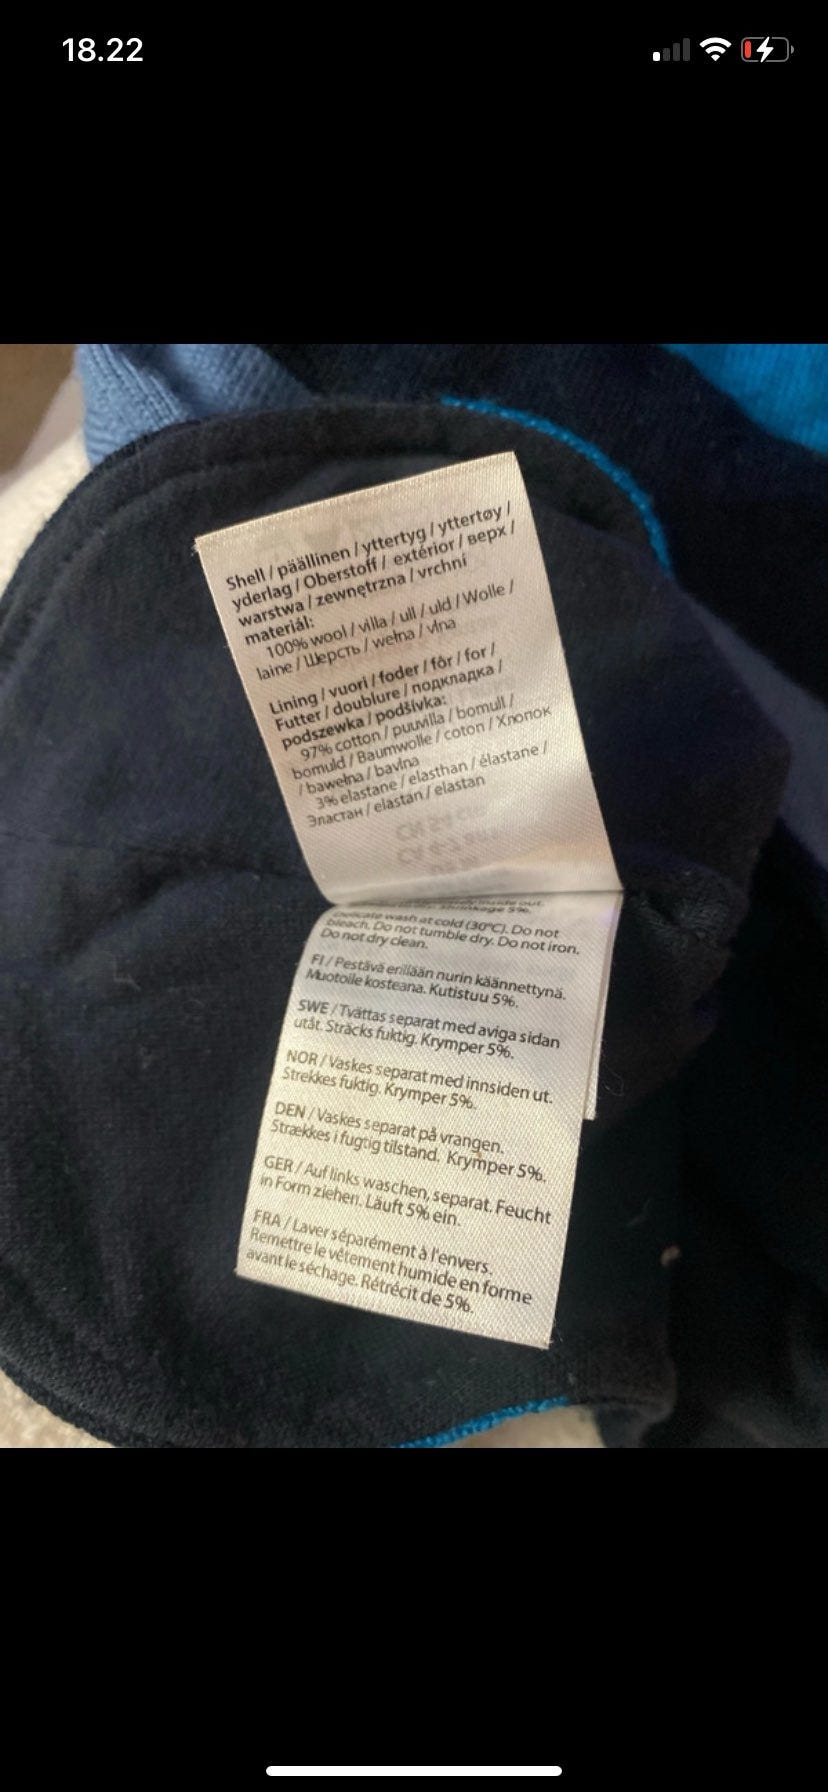 18.22
Shell / päällinen / yttertyg / yttertøy /
yderlag / Oberstoff / extérior / верх /
warstwa / zewnętrzna / vrchní
materiál:
100% wool / villa / ull / uld / Wolle /
laine / Шерсть / wełna / vlna
Lining / vuori / foder / fôr / for /
Futter / doublure / подкладка /
podszewka / podšívka:
97% cotton / puuvilla / bomull /
bomuld / Baumwolle / coton / Хлопок
/ bawełna / bavlna
3% elastane / elasthan / élastane /
Эластан / elastan / elastan
inside out.
shrinkage 5%.
Delicate wash at cold (30°C). Do not
bleach. Do not tumble dry. Do not iron.
Do not dry clean.
FI / Pestävä erillään nurin käännettynä.
Muotoile kosteana. Kutistuu 5%.
SWE / Tvättas separat med aviga sidan
utåt. Sträcks fuktig. Krymper 5%.
NOR / Vaskes separat med innsiden ut.
Strekkes fuktig. Krymper 5%.
DEN / Vaskes separat på vrangen.
Strækkes i fugtig tilstand. Krymper 5%.
GER / Auf links waschen, separat. Feucht
in Form ziehen. Läuft 5% ein.
FRA / Laver séparément à l'envers.
Remettre le vêtement humide en forme
avant le séchage. Rétrécit de 5%.